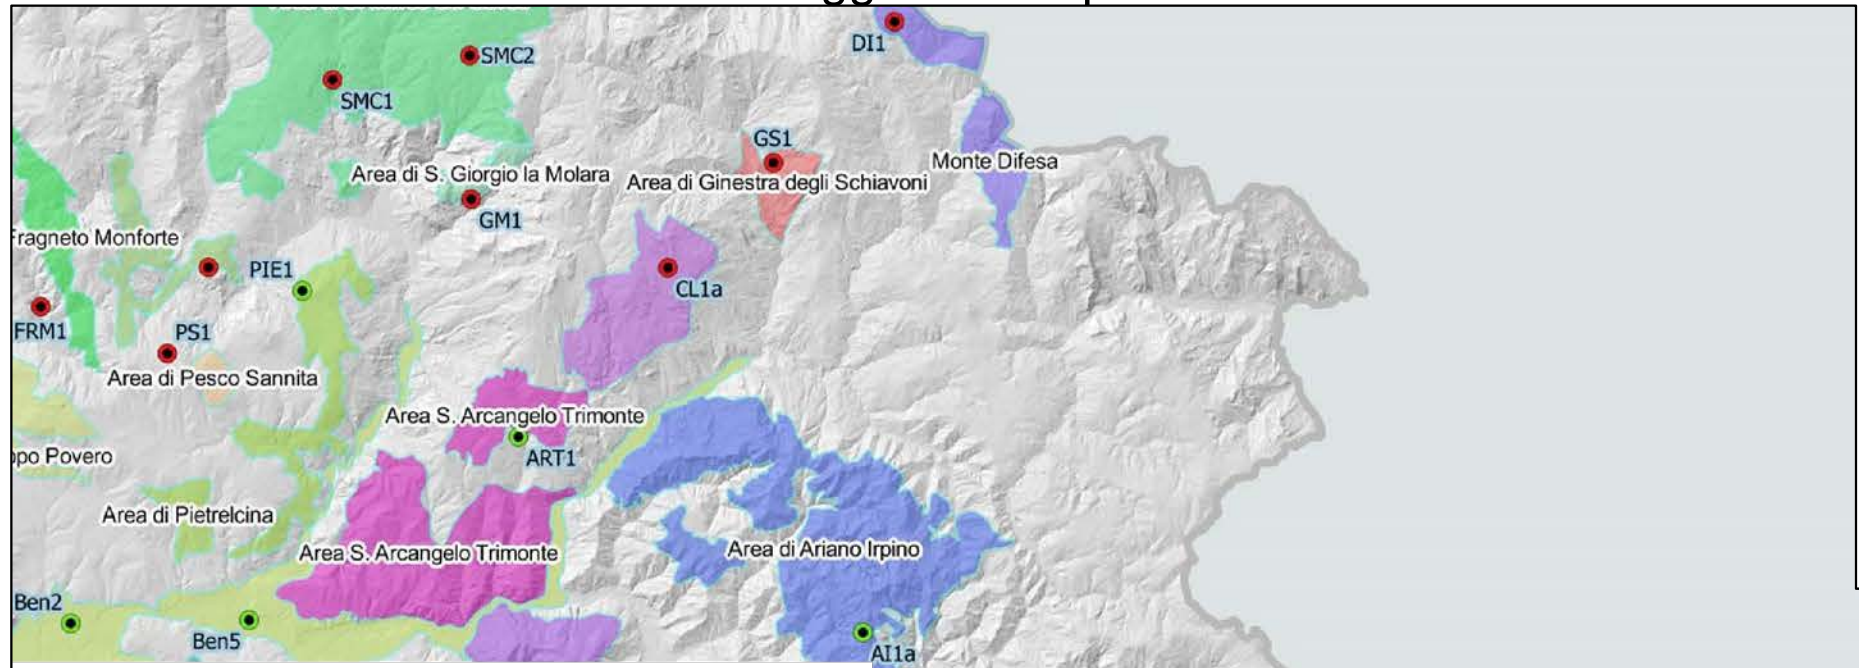 DI1
SMC2
SMC1
GS1
Monte Difesa
Area di S. Giorgio la Molara
Area di Ginestra degli Schiavoni
GM1
Fragneto Monforte
PIE1
CL1a
FRM1
PS1
Area di Pesco Sannita
Area S. Arcangelo Trimonte
ART1
Povero
Area di Pietrelcina
Area S. Arcangelo Trimonte
Area di Ariano Irpino
Ben2
Ben5
AI1a